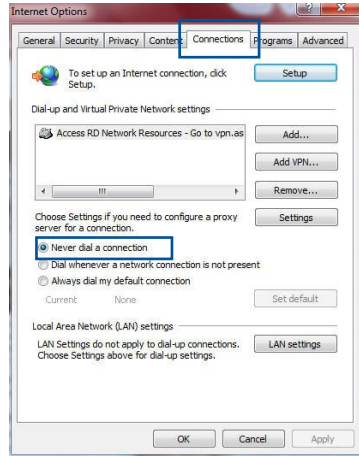 Internet Options
General Security Privacy Content Connections Programs Advanced
To set up an Internet connection, click
Setup.
Setup
Dial-up and Virtual Private Network settings
Access RD Network Resources - Go to vpn.as
Add...
Add VPN...
Remove...
Choose Settings if you need to configure a proxy
server for a connection.
Settings
Never dial a connection
Dial whenever a network connection is not present
Always dial my default connection
Current None
Set default
Local Area Network (LAN) settings
LAN Settings do not apply to dial-up connections.
Choose Settings above for dial-up settings.
LAN settings
OK Cancel Apply